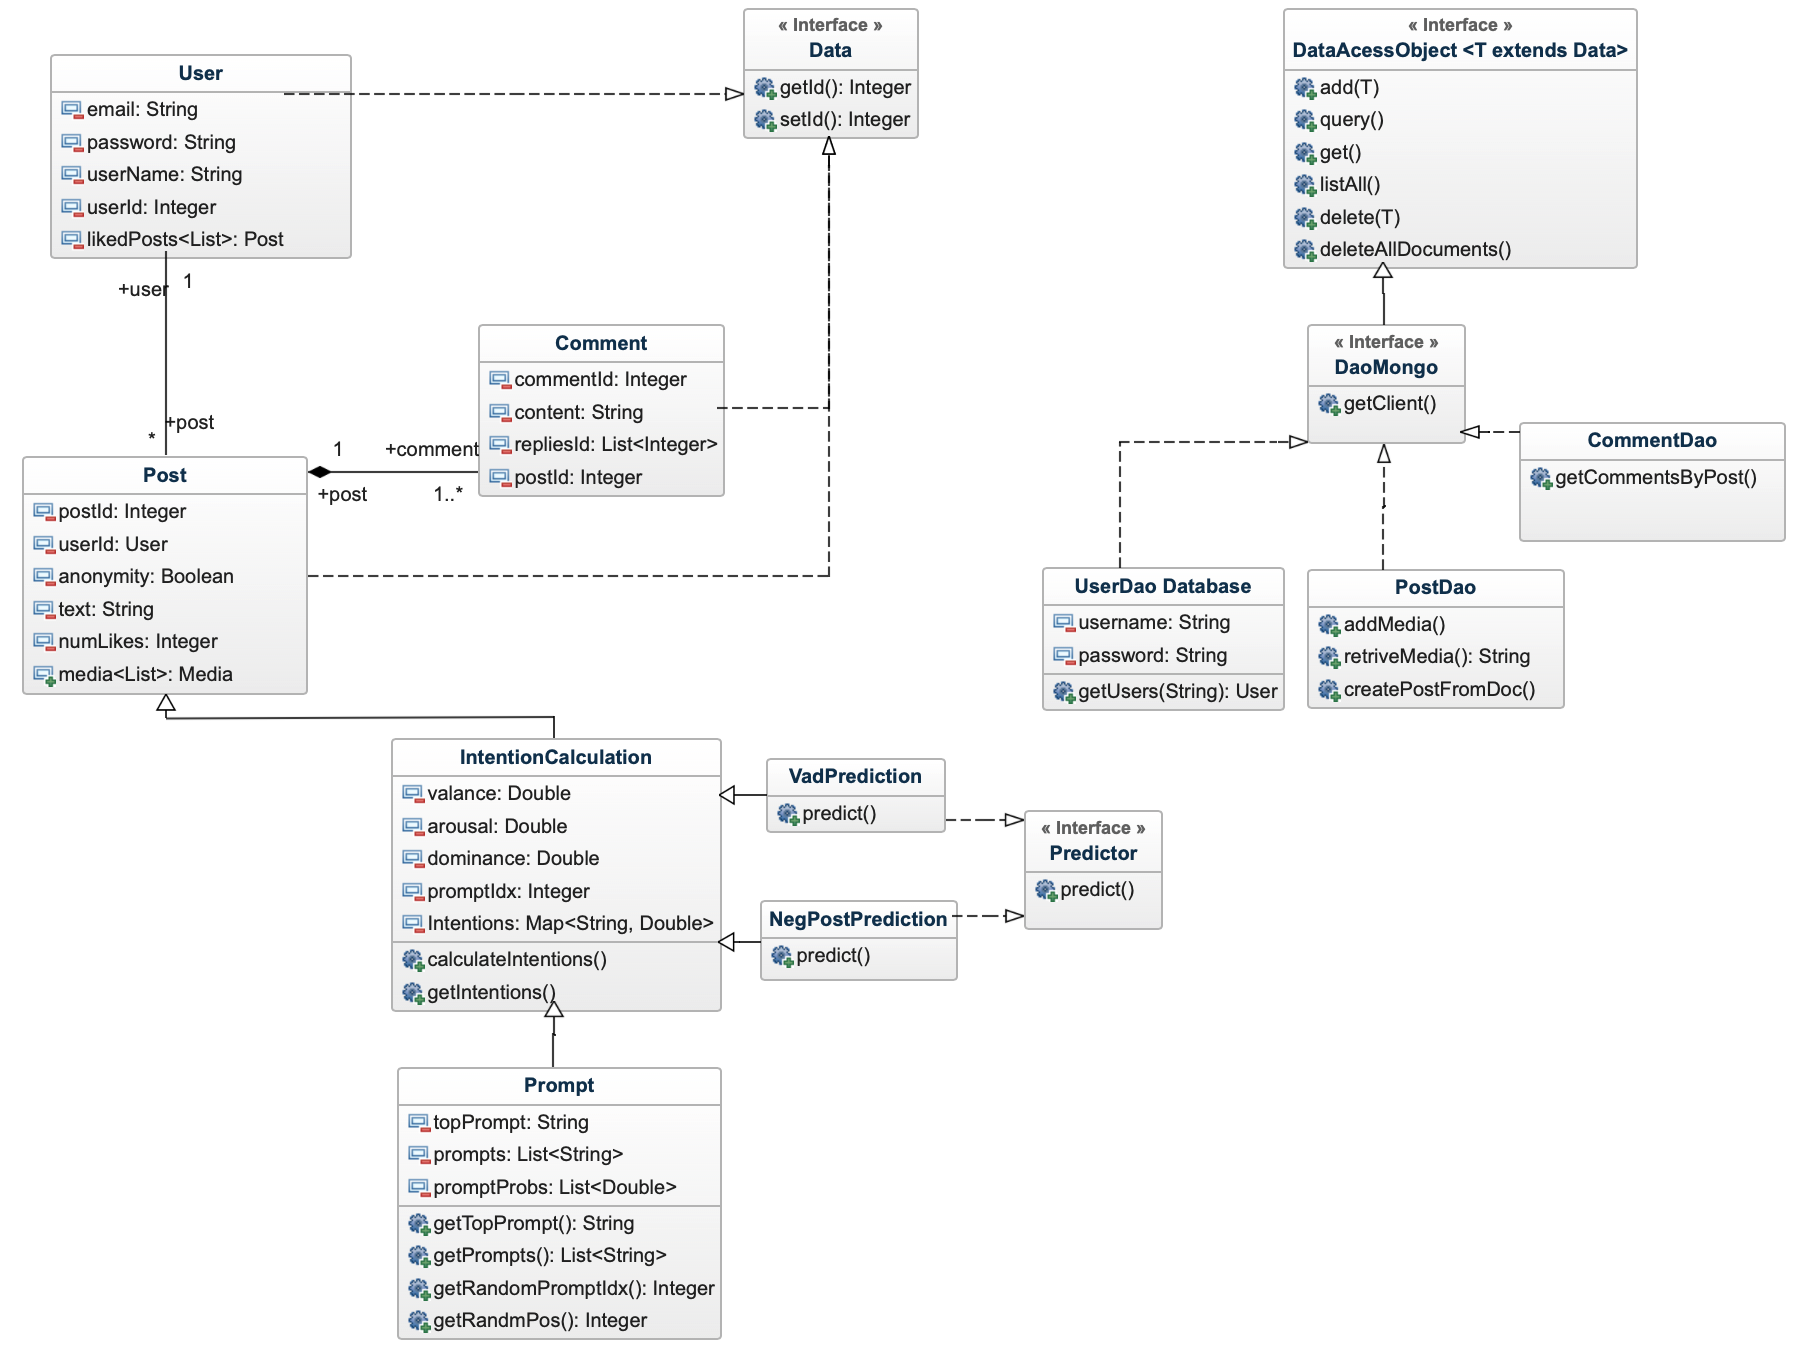 User
email: String
password: String
userName: String
userId: Integer
likedPosts<List>: Post
« Interface »
Data
getId(): Integer
setId(): Integer
« Interface »
DataAcessObject <T extends Data>
add(T)
query()
get()
listAll()
delete(T)
deleteAllDocuments()
+user
1
+post
*
Comment
commentId: Integer
content: String
repliesId: List<Integer>
postId: Integer
1
+comment
+post
1..*
Post
postId: Integer
userId: User
anonymity: Boolean
text: String
numLikes: Integer
media<List>: Media
« Interface »
DaoMongo
getClient()
CommentDao
getCommentsByPost()
UserDao Database
username: String
password: String
getUsers(String): User
PostDao
addMedia()
retriveMedia(): String
createPostFromDoc()
IntentionCalculation
valance: Double
arousal: Double
dominance: Double
promptIdx: Integer
Intentions: Map<String, Double>
calculateIntentions()
getIntentions()
VadPrediction
predict()
« Interface »
Predictor
predict()
NegPostPrediction
predict()
Prompt
topPrompt: String
prompts: List<String>
promptProbs: List<Double>
getTopPrompt(): String
getPrompts(): List<String>
getRandomPromptIdx(): Integer
getRandmPos(): Integer